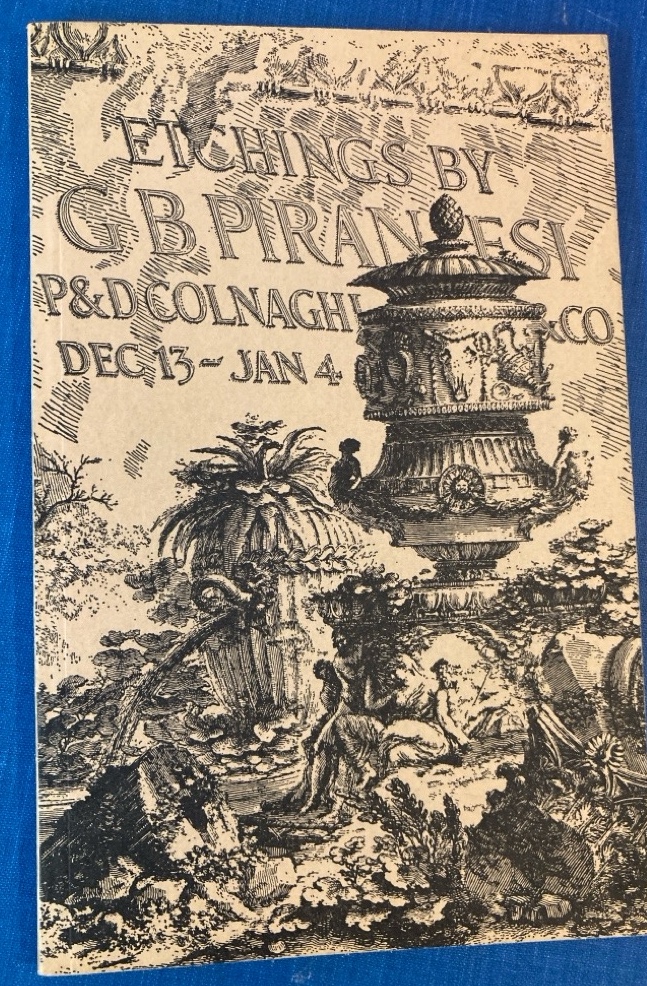 ETCHINGS BY
G B PIRANESI
P&D COLNAGHI &CO
DEC 13~ JAN 4